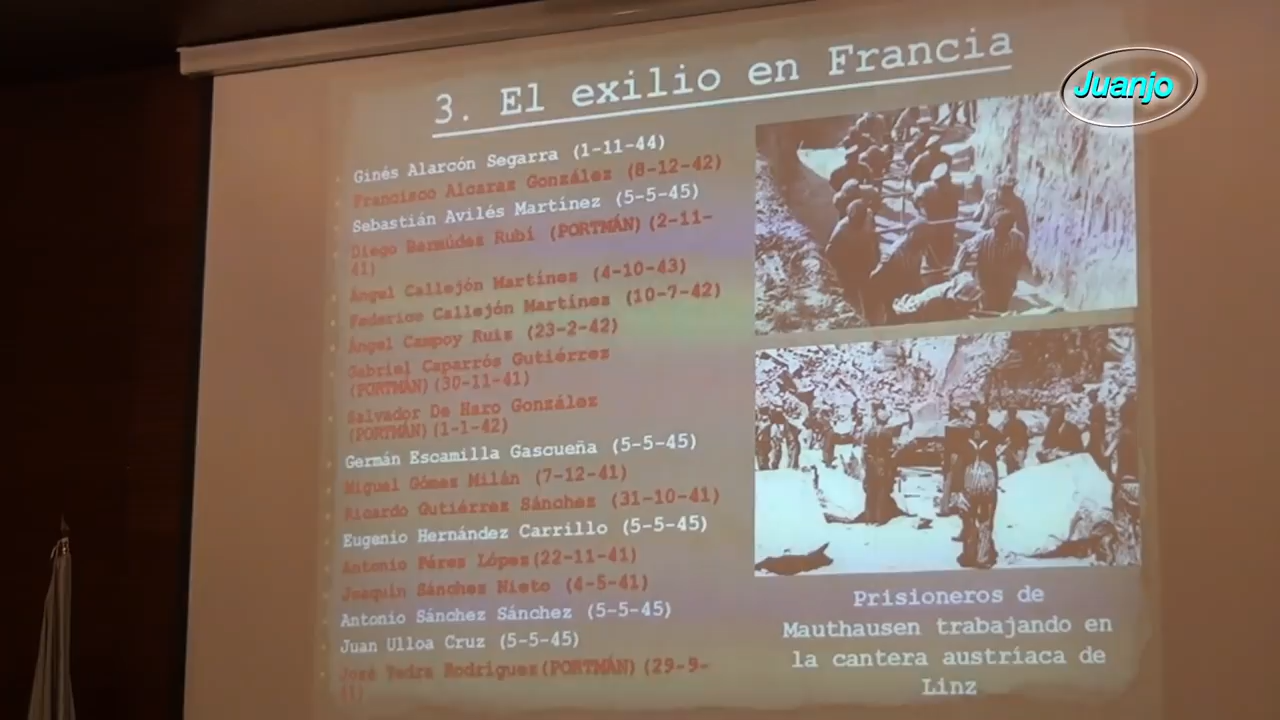 3. El exilio en Francia
Juanjo
Ginés Alarcón Segarra (1-11-44)
Francisco Alcaraz González (8-12-42)
Sebastián Avilés Martínez (5-5-45)
Diego Bermúdez Rubí (PORTMÁN) (2-11-
41)
Ángel Callejón Martínez (4-10-43)
Federico Callejón Martínez (10-7-42)
Ángel Campoy Ruiz (23-2-42)
Gabriel Caparrós Gutiérrez
(PORTMÁN) (30-11-41)
Salvador De Haro González
(PORTMÁN) (1-1-42)
Germán Escamilla Gascueña (5-5-45)
Miguel Gómez Milán (7-12-41)
Ricardo Gutiérrez Sánchez (31-10-41)
Eugenio Hernández Carrillo (5-5-45)
Antonio Pérez López(22-11-41)
Joaquín Sánchez Nieto (4-5-41)
Antonio Sánchez Sánchez (5-5-45)
Juan Ulloa Cruz (5-5-45)
José Rodríguez(PORTMÁN) (29-9-
Prisioneros de
Mauthausen trabajando en
la cantera austríaca de
Linz